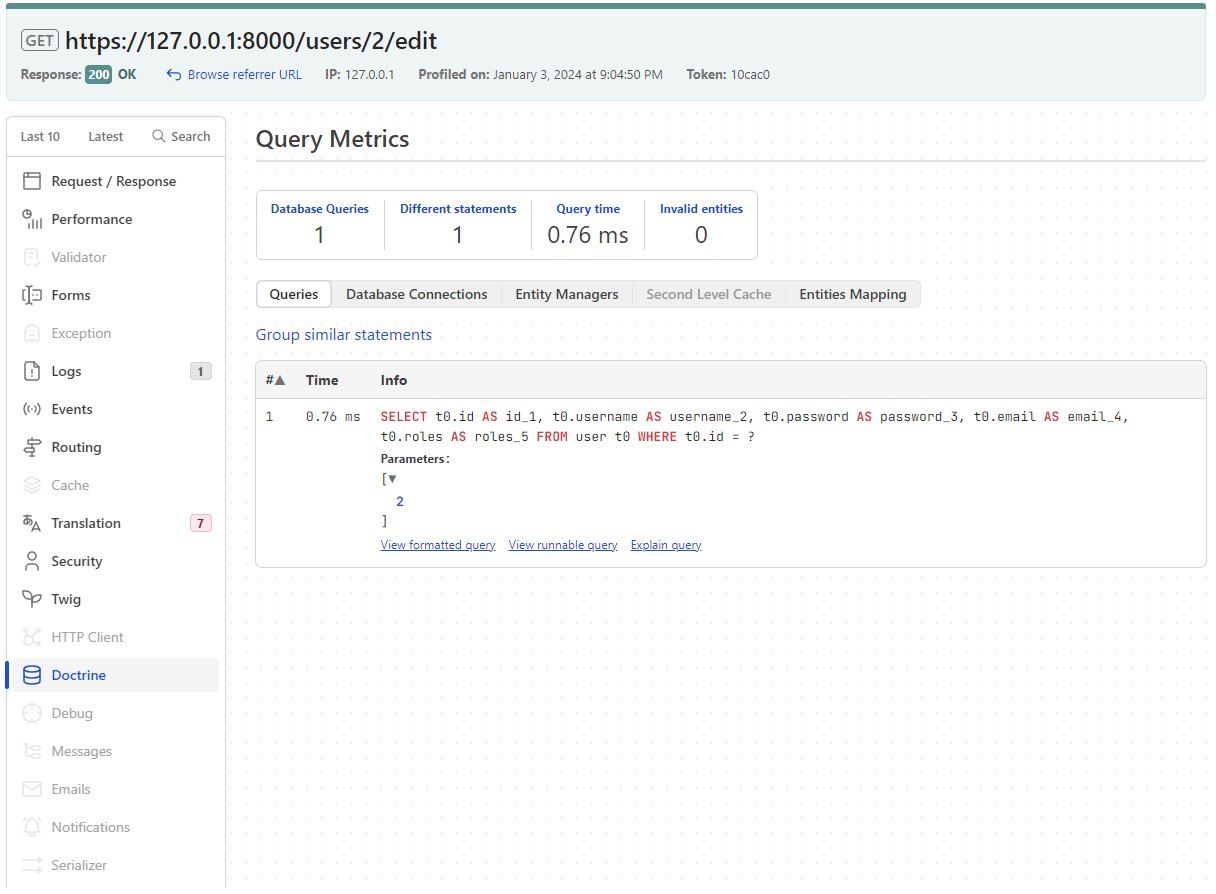 GET https://127.0.0.1:8000/users/2/edit
Response: 200 OK Browse referrer URL IP: 127.0.0.1 Profiled on: January 3, 2024 at 9:04:50 PM Token: 10cac0
Last 10 Latest Search
Request / Response
Performance
Validator
Forms
Exception
Logs 1
Events
Routing
Cache
Translation 7
Security
Twig
HTTP Client
Doctrine
Debug
Messages
Emails
Notifications
Serializer
Query Metrics
Database Queries Different statements Query time Invalid entities
1 1 0.76 ms 0
Queries Database Connections Entity Managers Second Level Cache Entities Mapping
Group similar statements
#▲ Time Info
1 0.76 ms SELECT t0.id AS id_1, t0.username AS username_2, t0.password AS password_3, t0.email AS email_4,
t0.roles AS roles_5 FROM user t0 WHERE t0.id = ?
Parameters:
[▼
2
]
View formatted query View runnable query Explain query